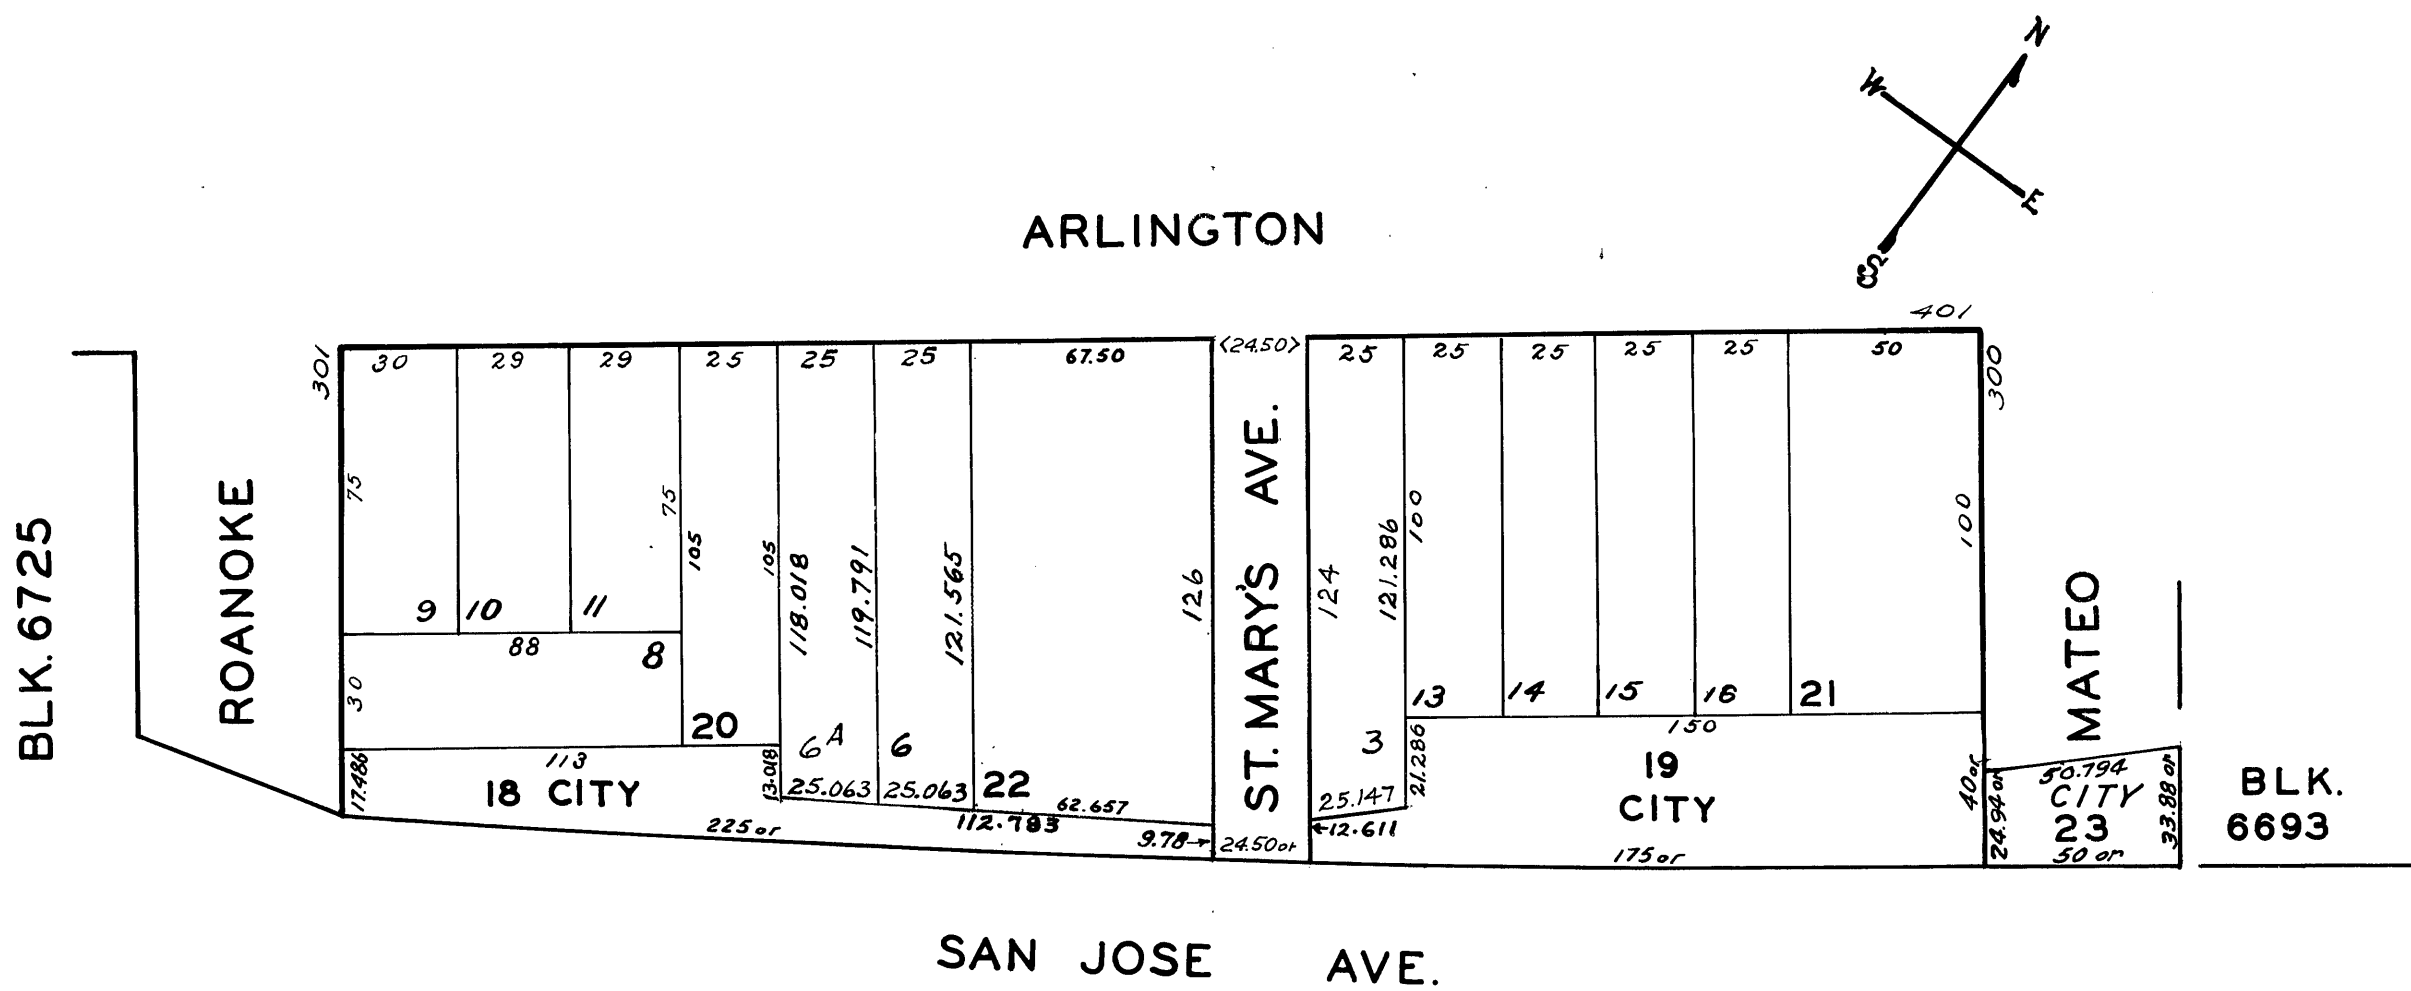 N
W
E
S
ARLINGTON
401
301
30
29
29
25
25
25
67.50
<24.50>
25
25
25
25
25
50
300
75
75
105
105
118.018
119.791
121.565
126
124
121.286
100
100
BLK. 6725
ROANOKE
ST. MARY'S AVE.
MATEO
9
10
11
88
8
30
20
6A
6
22
3
13
14
15
16
21
150
17.486
113
18 CITY
13.018
25.063
25.063
62.657
112.783
225 or
9.78
24.50 or
25.147
12.611
21.286
19
CITY
175 or
40 or
24.94 or
50.794
CITY
23
50 or
33.88 or
BLK.
6693
SAN JOSE AVE.